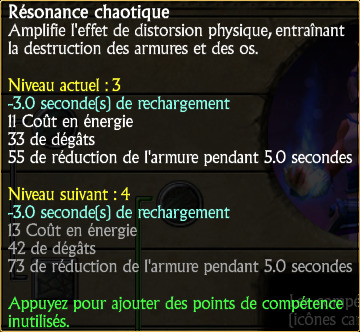 Résonance chaotique
Amplifie l'effet de distorsion physique, entraînant
la destruction des armures et des os.
Niveau actuel : 3
-3.0 seconde(s) de rechargement
11 Coût en énergie
33 de dégâts
55 de réduction de l'armure pendant 5.0 secondes
Niveau suivant : 4
-3.0 seconde(s) de rechargement
13 Coût en énergie
42 de dégâts
73 de réduction de l'armure pendant 5.0 secondes
Appuyez pour ajouter des points de compétence
inutilisés.